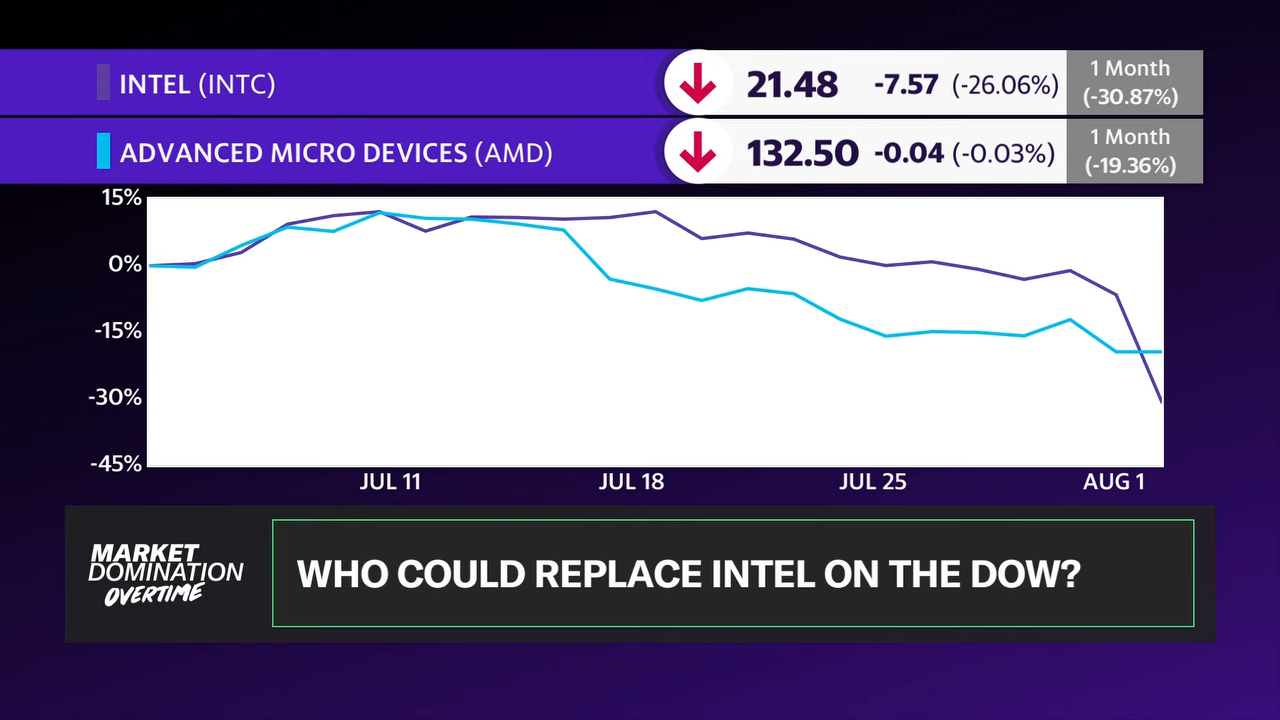 INTEL (INTC) 21.48 -7.57 (-26.06%) 1 Month
(-30.87%)
ADVANCED MICRO DEVICES (AMD) 132.50 -0.04 (-0.03%) 1 Month
(-19.36%)
15%
0%
-15%
-30%
-45%
JUL 11 JUL 18 JUL 25 AUG 1
MARKET
DOMINATION
OVERTIME
WHO COULD REPLACE INTEL ON THE DOW?